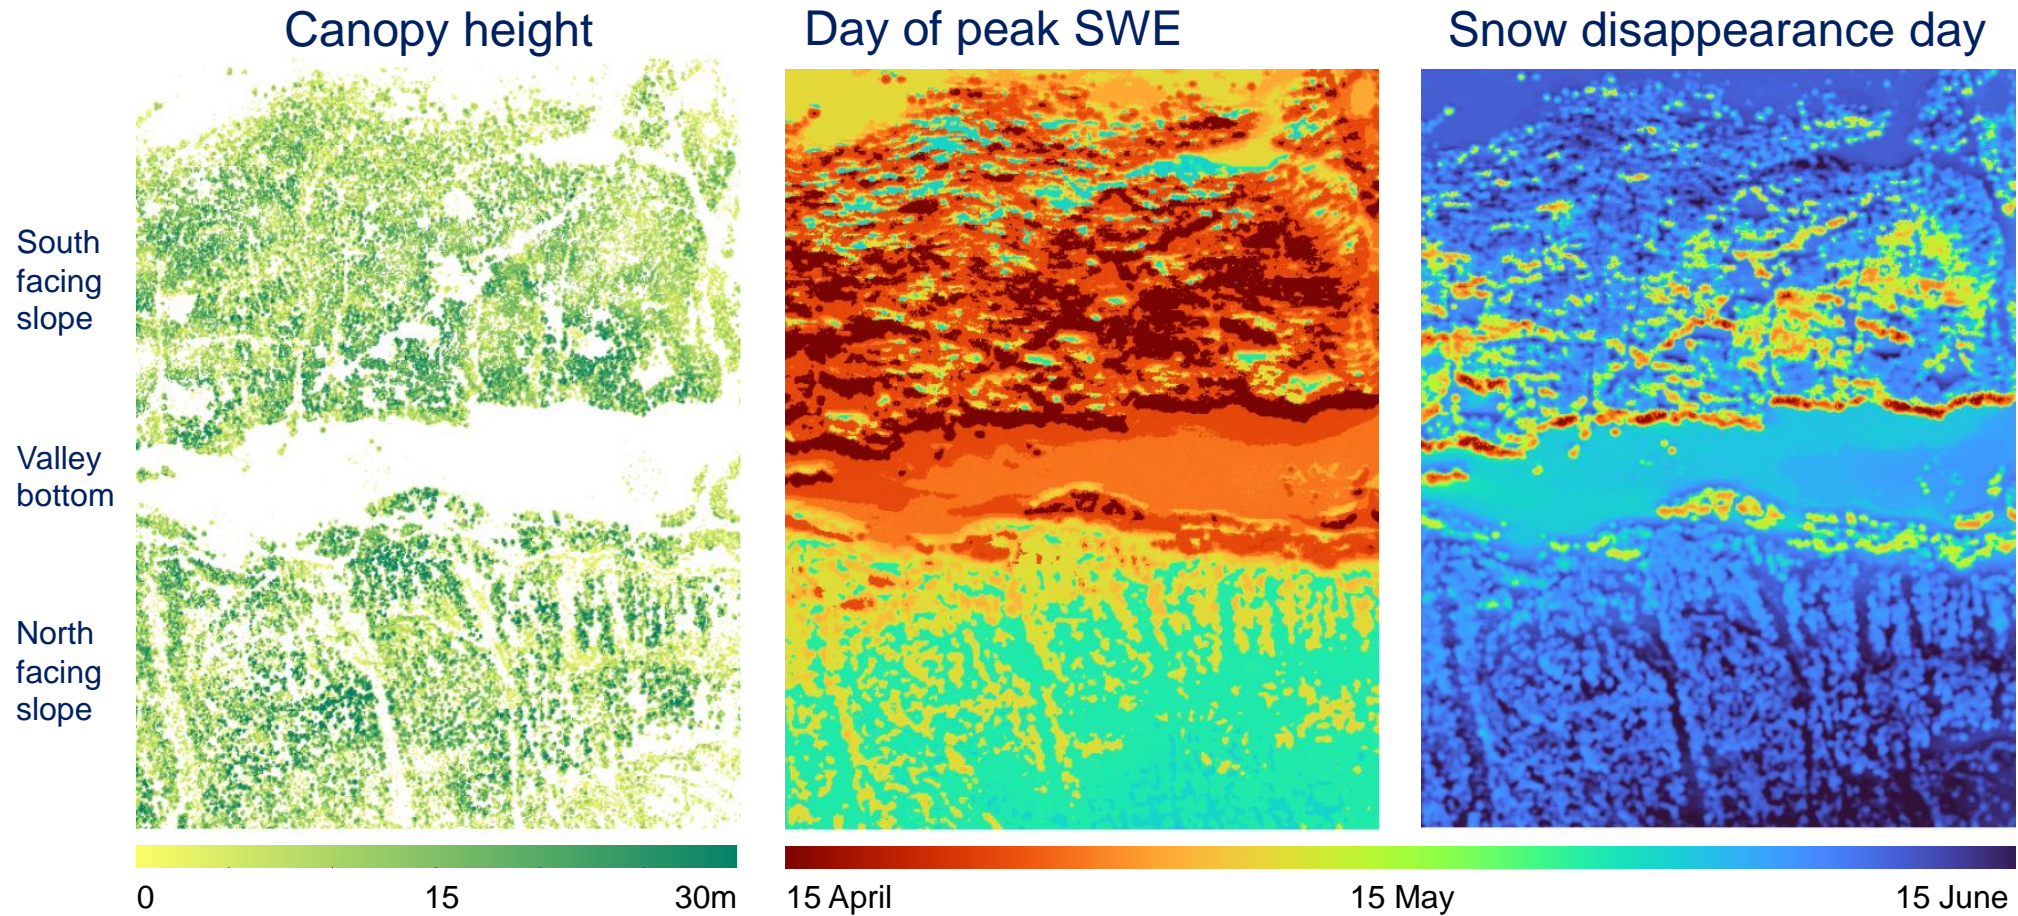 Canopy height
Day of peak SWE
Snow disappearance day
South
facing
slope
Valley
bottom
North
facing
slope
0
15
30m
15 April
15 May
15 June